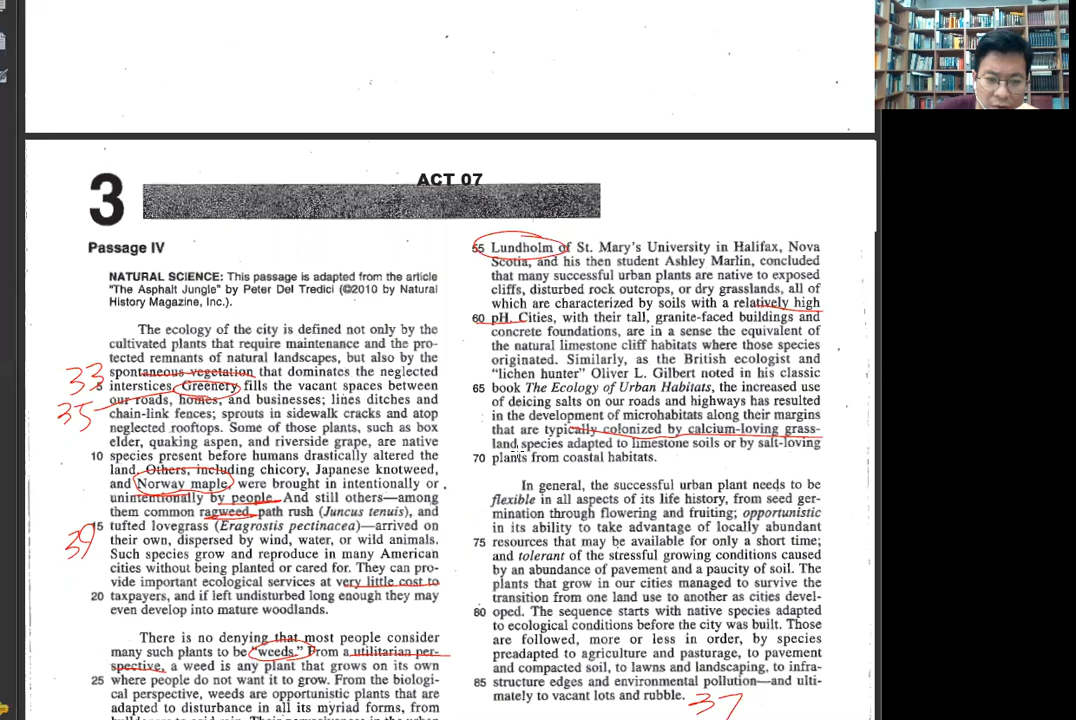 3
ACT 07
Passage IV
NATURAL SCIENCE: This passage is adapted from the article
"The Asphalt Jungle" by Peter Del Tredici (©2010 by Natural
History Magazine, Inc.).
The ecology of the city is defined not only by the
cultivated plants that require maintenance and the pro-
tected remnants of natural landscapes, but also by the
33
spontaneous vegetation that dominates the neglected
5 interstices. Greenery fills the vacant spaces between
35
our roads, homes, and businesses; lines ditches and
chain-link fences; sprouts in sidewalk cracks and atop
neglected rooftops. Some of those plants, such as box
elder, quaking aspen, and riverside grape, are native
10 species present before humans drastically altered the
land. Others, including chicory, Japanese knotweed,
and Norway maple, were brought in intentionally or
unintentionally by people. And still others—among
them common ragweed, path rush (Juncus tenuis), and
15 tufted lovegrass (Eragrostis pectinacea)—arrived on
39
their own, dispersed by wind, water, or wild animals.
Such species grow and reproduce in many American
cities without being planted or cared for. They can pro-
vide important ecological services at very little cost to
20 taxpayers, and if left undisturbed long enough they may
even develop into mature woodlands.
There is no denying that most people consider
many such plants to be "weeds." From a utilitarian per-
spective, a weed is any plant that grows on its own
25 where people do not want it to grow. From the biologi-
cal perspective, weeds are opportunistic plants that are
adapted to disturbance in all its myriad forms, from
55 Lundholm of St. Mary's University in Halifax, Nova
Scotia, and his then student Ashley Marlin, concluded
that many successful urban plants are native to exposed
cliffs, disturbed rock outcrops, or dry grasslands, all of
which are characterized by soils with a relatively high
60 pH. Cities, with their tall, granite-faced buildings and
concrete foundations, are in a sense the equivalent of
the natural limestone cliff habitats where those species
originated. Similarly, as the British ecologist and
"lichen hunter" Oliver L. Gilbert noted in his classic
65 book The Ecology of Urban Habitats, the increased use
of deicing salts on our roads and highways has resulted
in the development of microhabitats along their margins
that are typically colonized by calcium-loving grass-
land species adapted to limestone soils or by salt-loving
70 plants from coastal habitats.
In general, the successful urban plant needs to be
flexible in all aspects of its life history, from seed ger-
mination through flowering and fruiting; opportunistic
in its ability to take advantage of locally abundant
75 resources that may be available for only a short time;
and tolerant of the stressful growing conditions caused
by an abundance of pavement and a paucity of soil. The
plants that grow in our cities managed to survive the
transition from one land use to another as cities devel-
80 oped. The sequence starts with native species adapted
to ecological conditions before the city was built. Those
are followed, more or less in order, by species
preadapted to agriculture and pasturage, to pavement
and compacted soil, to lawns and landscaping, to infra-
85 structure edges and environmental pollution—and ulti-
mately to vacant lots and rubble.
37